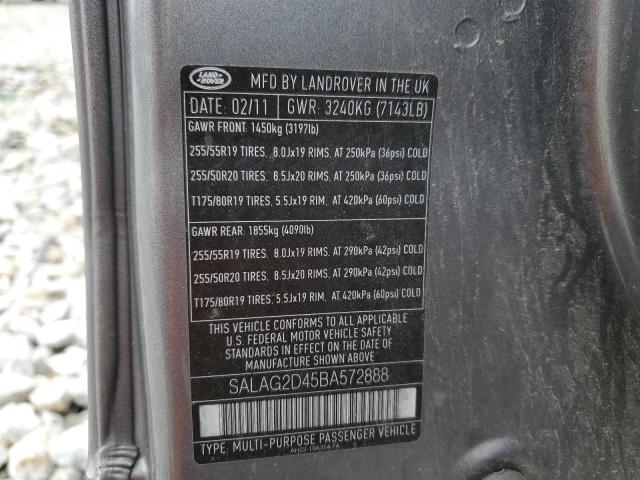 LAND ROVER
MFD BY LANDROVER IN THE UK
DATE: 02/11 GWR: 3240KG (7143LB)
GAWR FRONT: 1450kg (3197lb)
255/55R19 TIRES. 8.0Jx19 RIMS. AT 250kPa (36psi) COLD
255/50R20 TIRES. 8.5Jx20 RIMS. AT 250kPa (36psi) COLD
T175/80R19 TIRES. 5.5Jx19 RIM. AT 420kPa (60psi) COLD
GAWR REAR: 1855kg (4090lb)
255/55R19 TIRES. 8.0Jx19 RIMS. AT 290kPa (42psi) COLD
255/50R20 TIRES. 8.5Jx20 RIMS. AT 290kPa (42psi) COLD
T175/80R19 TIRES. 5.5Jx19 RIM. AT 420kPa (60psi) COLD
THIS VEHICLE CONFORMS TO ALL APPLICABLE
U.S. FEDERAL MOTOR VEHICLE SAFETY
STANDARDS IN EFFECT ON THE DATE OF
MANUFACTURE SHOWN ABOVE
SALAG2D45BA572888
TYPE: MULTI-PURPOSE PASSENGER VEHICLE